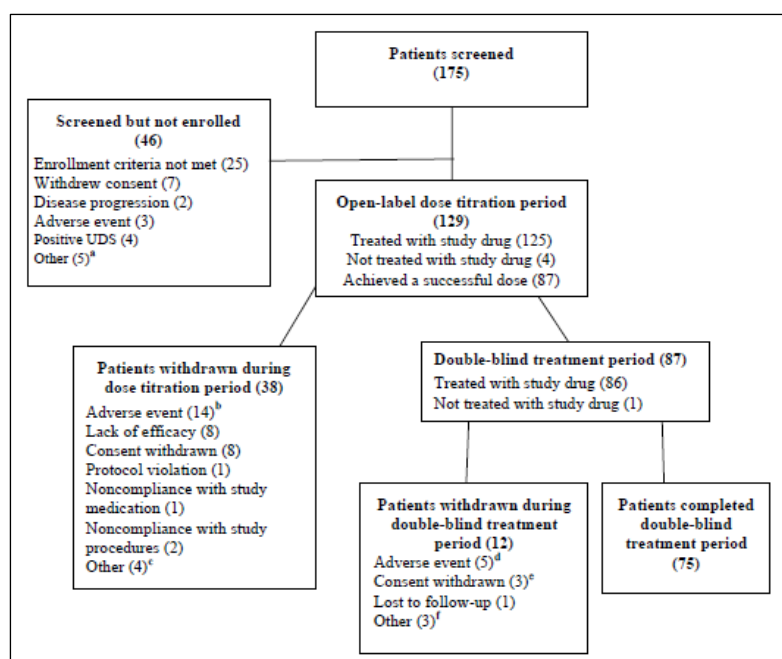 Patients screened
(175)
Screened but not enrolled
(46)
Enrollment criteria not met (25)
Withdrew consent (7)
Disease progression (2)
Adverse event (3)
Positive UDS (4)
Other (5)a
Open-label dose titration period
(129)
Treated with study drug (125)
Not treated with study drug (4)
Achieved a successful dose (87)
Patients withdrawn during
dose titration period (38)
Adverse event (14)b
Lack of efficacy (8)
Consent withdrawn (8)
Protocol violation (1)
Noncompliance with study
medication (1)
Noncompliance with study
procedures (2)
Other (4)c
Double-blind treatment period (87)
Treated with study drug (86)
Not treated with study drug (1)
Patients withdrawn during
double-blind treatment
period (12)
Adverse event (5)d
Consent withdrawn (3)e
Lost to follow-up (1)
Other (3)f
Patients completed
double-blind
treatment period
(75)